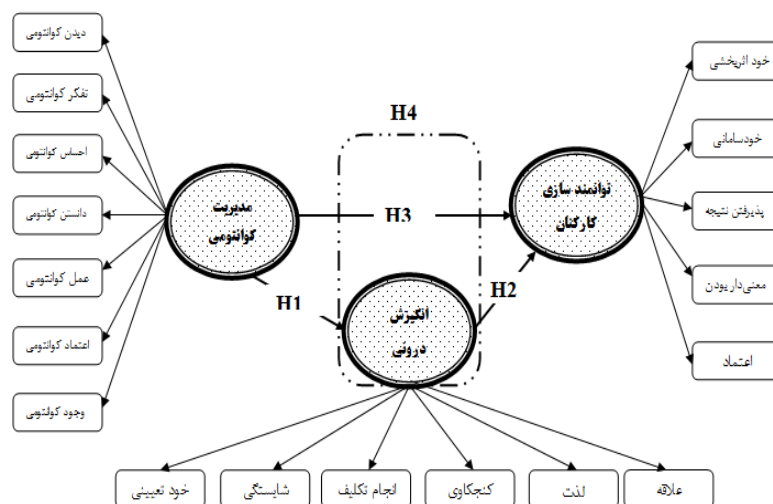 دیدن کوانتومی
تفکر کوانتومی
احساس کوانتومی
دانستن کوانتومی
عمل کوانتومی
اعتماد کوانتومی
وجود کوانتومی
مدیریت
کوانتومی
H4
H3
H1
H2
انگیزش
درونی
توانمند سازی
کارکنان
خود اثربخشی
خودسامانی
پذیرفتن نتیجه
معنی‌دار بودن
اعتماد
علاقه
لذت
کنجکاوی
انجام تکلیف
شایستگی
خود تعیینی